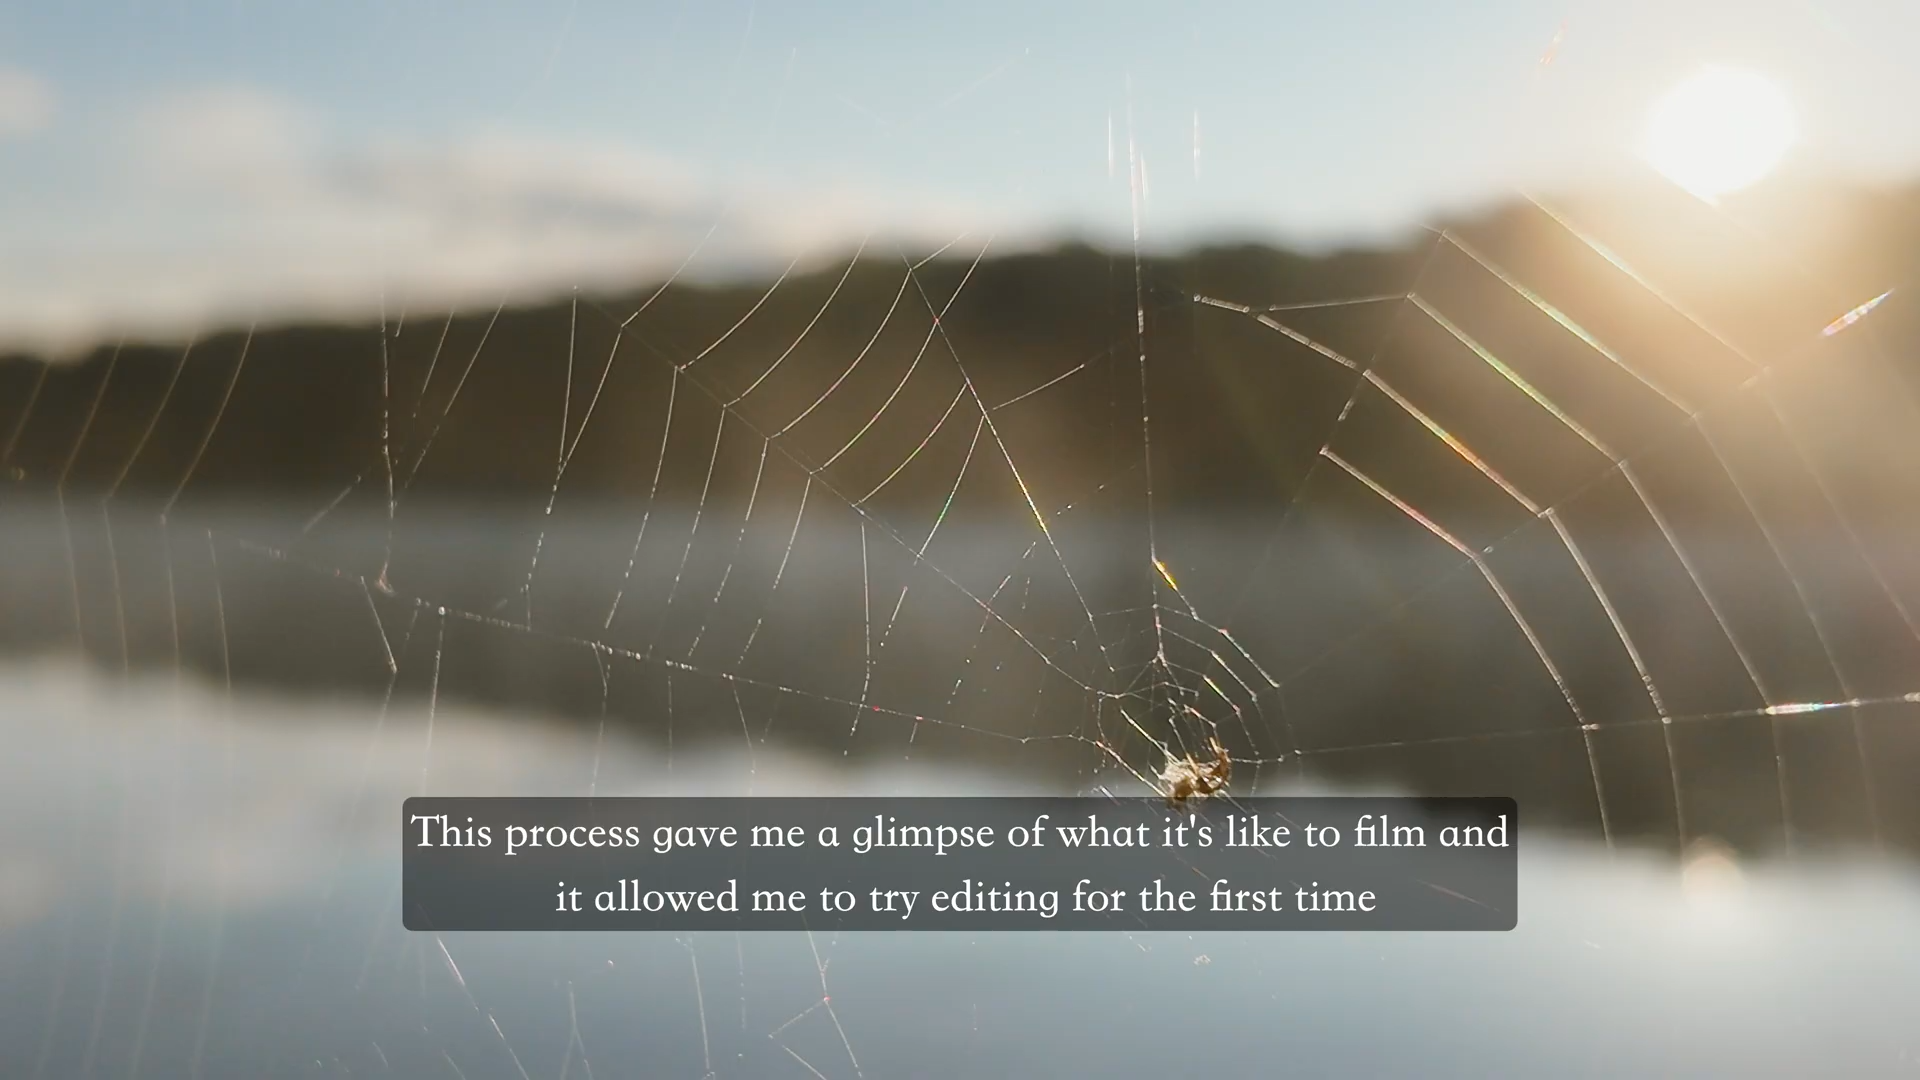 This process gave me a glimpse of what it's like to film and
it allowed me to try editing for the first time